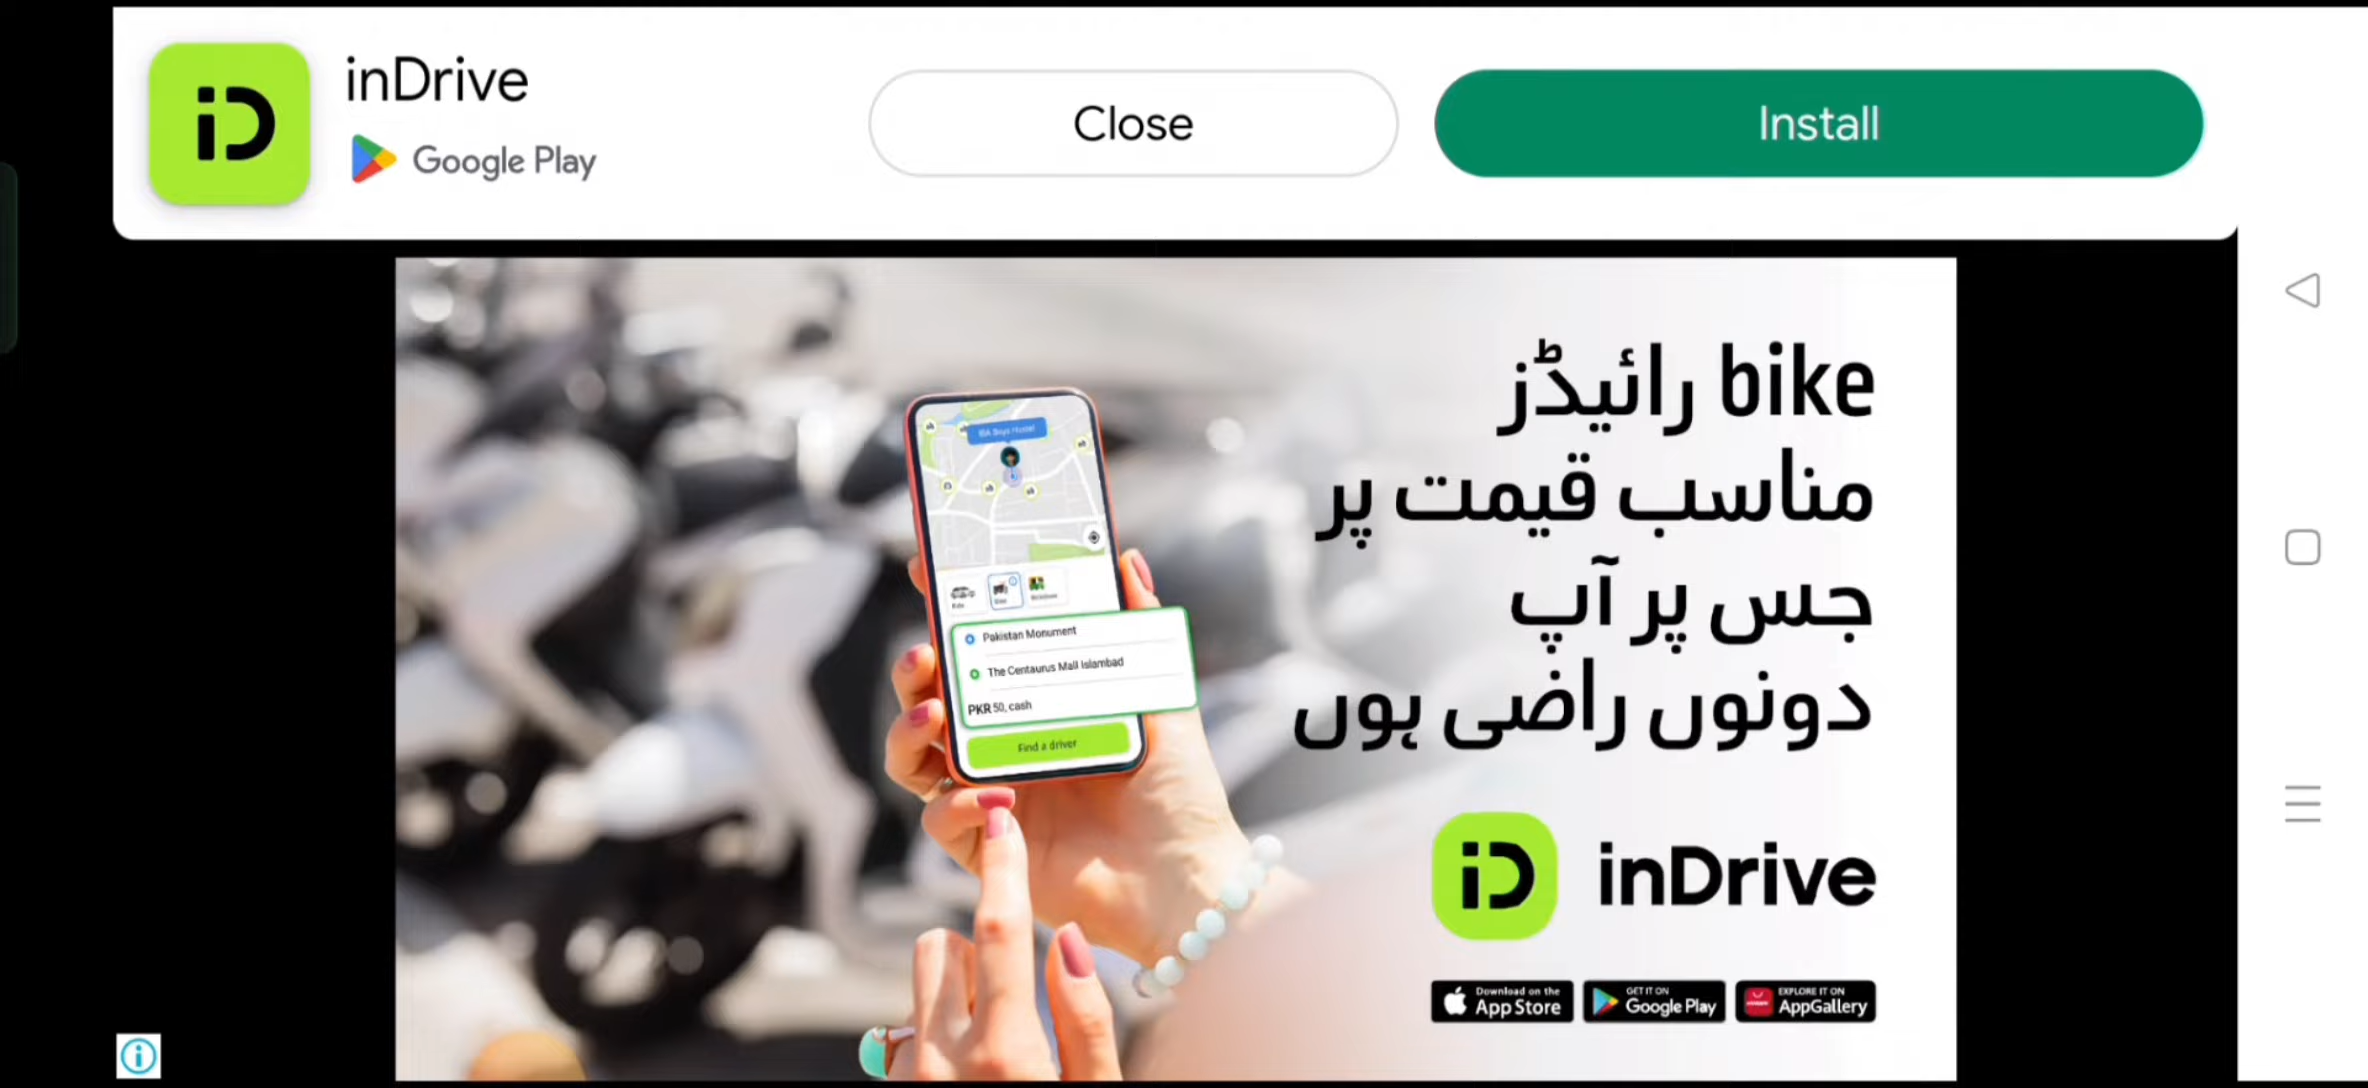 inDrive
Google Play
Close
Install
bike رائیڈز
مناسب قیمت پر
جس پر آپ
دونوں راضی ہوں
Pakistan Monument
The Centaurus Mall Islambad
PKR 50, cash
Find a driver
iD inDrive
Download on the
App Store
GET IT ON
Google Play
EXPLORE IT ON
AppGallery